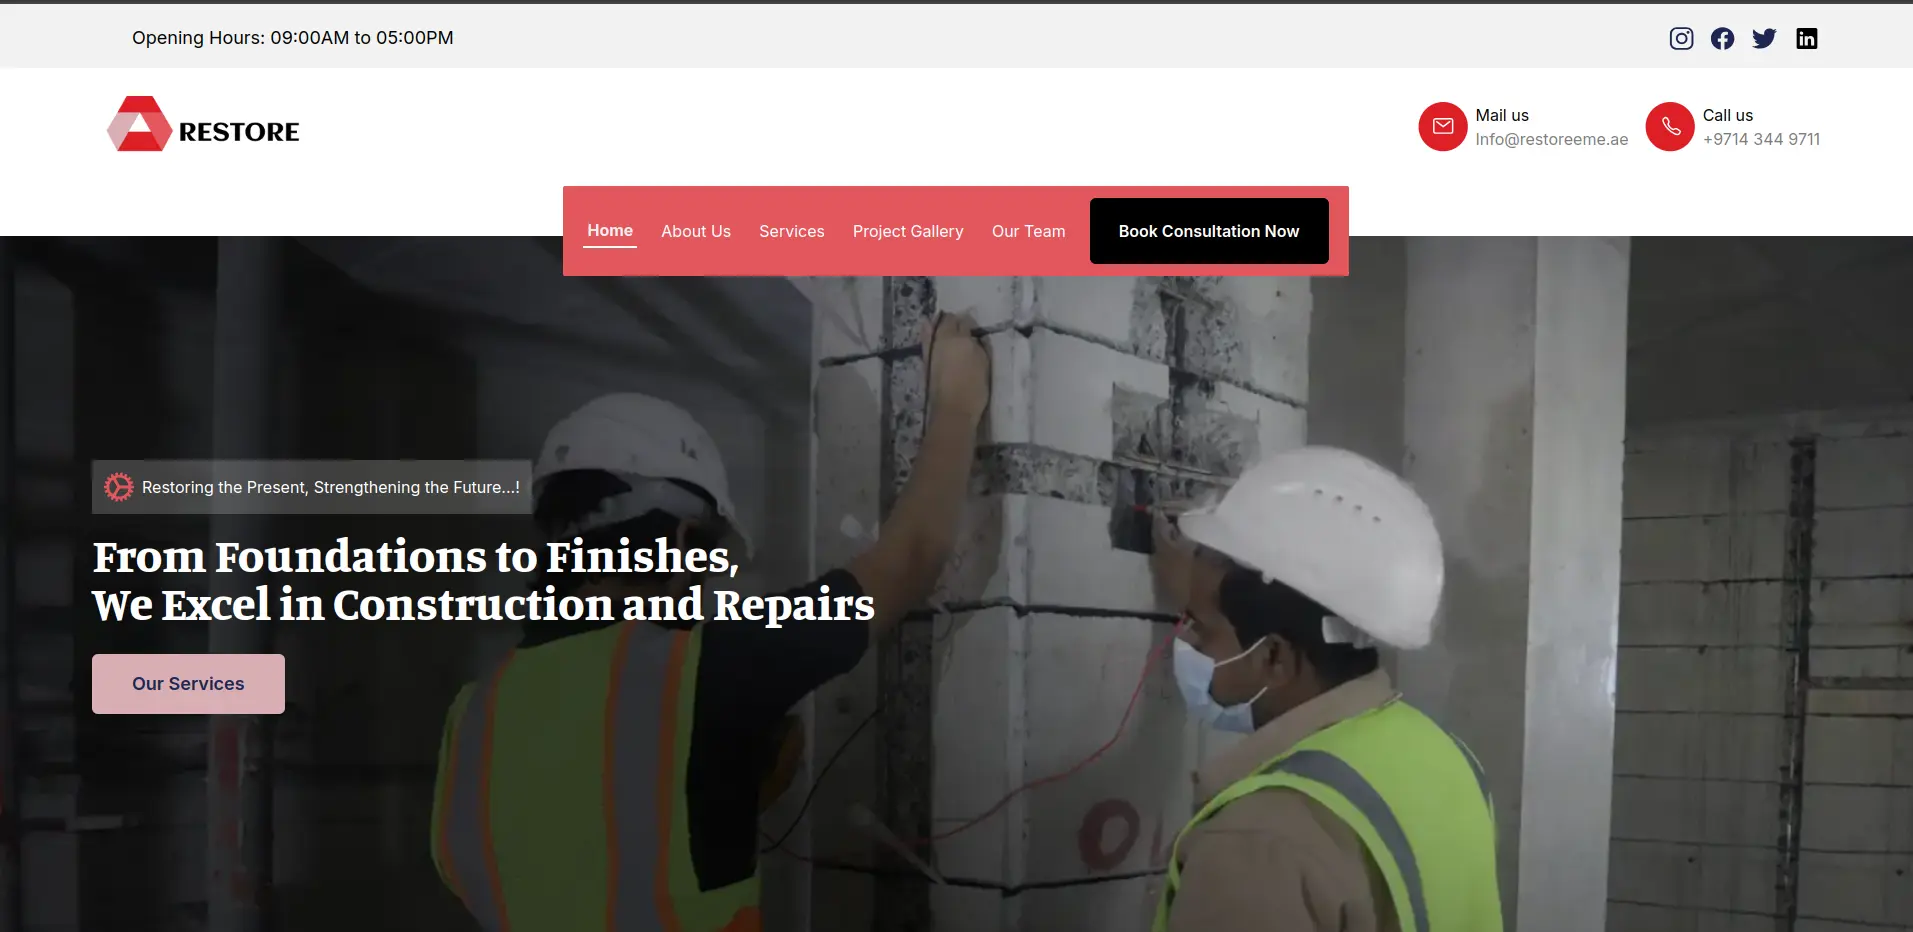 Opening Hours: 09:00AM to 05:00PM
RESTORE
Mail us
Info@restoreeme.ae
Call us
+9714 344 9711
Home
About Us
Services
Project Gallery
Our Team
Book Consultation Now
Restoring the Present, Strengthening the Future...!
From Foundations to Finishes,
We Excel in Construction and Repairs
Our Services